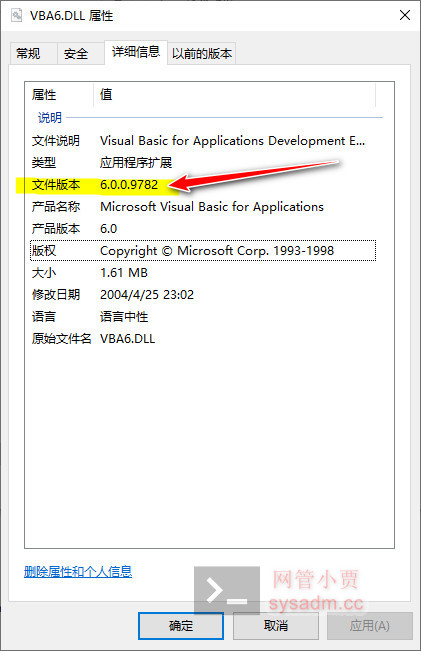 VBA6.DLL 属性
常规 安全 详细信息 以前的版本
属性 值
说明
文件说明 Visual Basic for Applications Development E...
类型 应用程序扩展
文件版本 6.0.0.9782
产品名称 Microsoft Visual Basic for Applications
产品版本 6.0
版权 Copyright © Microsoft Corp. 1993-1998
大小 1.61 MB
修改日期 2004/4/25 23:02
语言 语言中性
原始文件名 VBA6.DLL
删除属性和个人信息
网管小贾
sysadm.cc
确定 取消 应用(A)